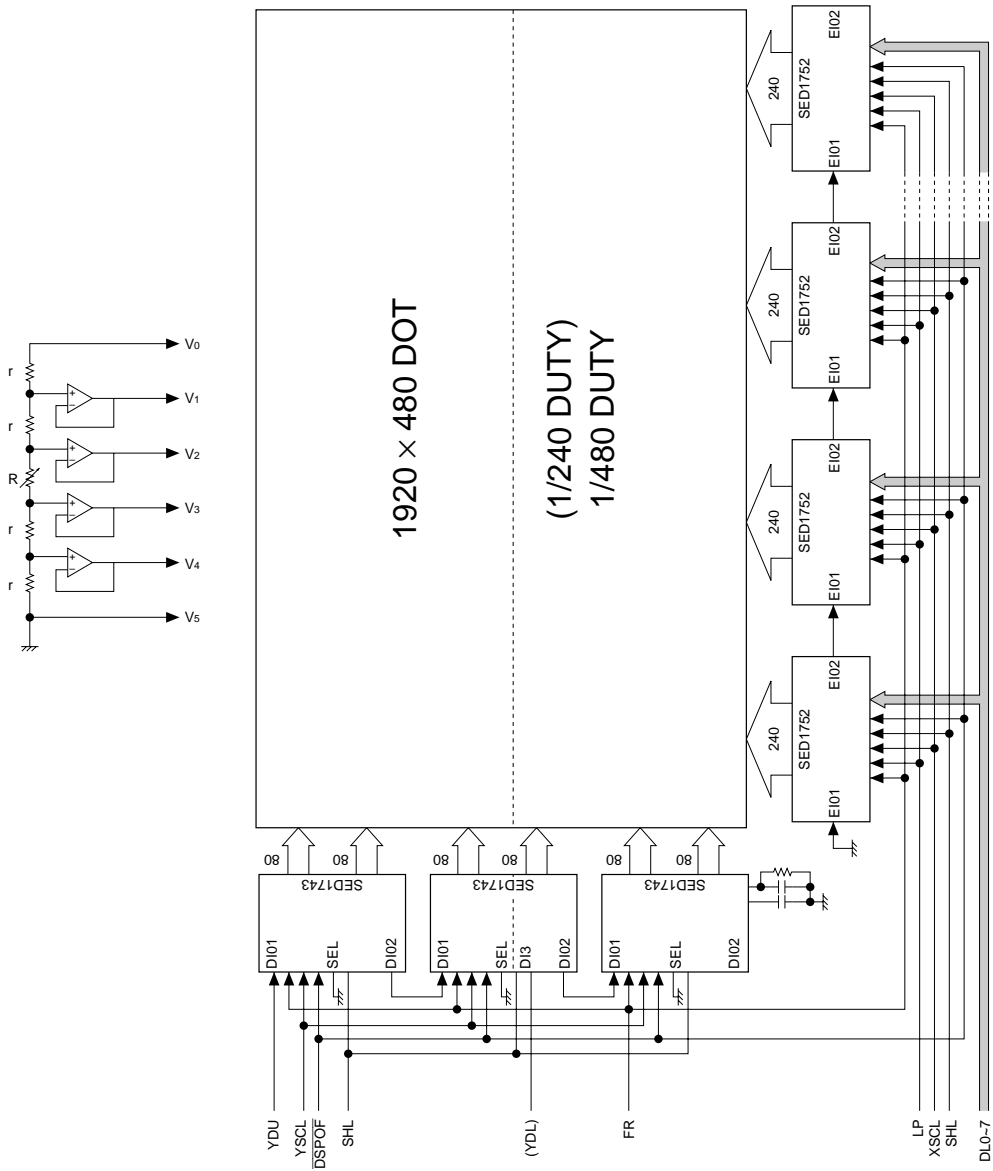 r
r
R
r
r
V0
V1
V2
V3
V4
V5
1920 × 480 DOT
(1/240 DUTY)
1/480 DUTY
240
SED1752
EI01
EI02
240
SED1752
EI01
EI02
240
SED1752
EI01
EI02
240
SED1752
EI01
EI02
80
80
SED1743
DI01
SEL
DI02
80
80
SED1743
DI01
SEL
DI3
DI02
80
80
SED1743
DI01
SEL
DI02
YDU
YSCL
DSPOF
SHL
(YDL)
FR
LP
XSCL
SHL
DL0~7